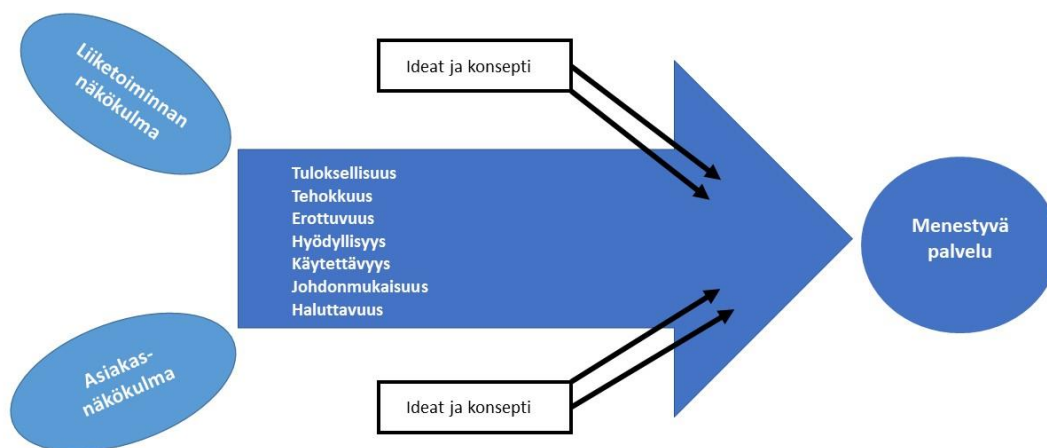 Liiketoiminnan
näkökulma
Ideat ja konsepti
Tuloksellisuus
Tehokkuus
Erottuvuus
Hyödyllisyys
Käytettävyys
Johdonmukaisuus
Haluttavuus
Menestyvä
palvelu
Asiakas-
näkökulma
Ideat ja konsepti